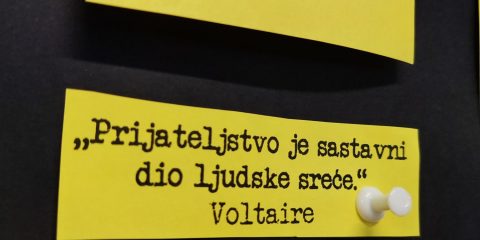 „Prijateljstvo je sastavni
dio ljudske sreće.“
Voltaire